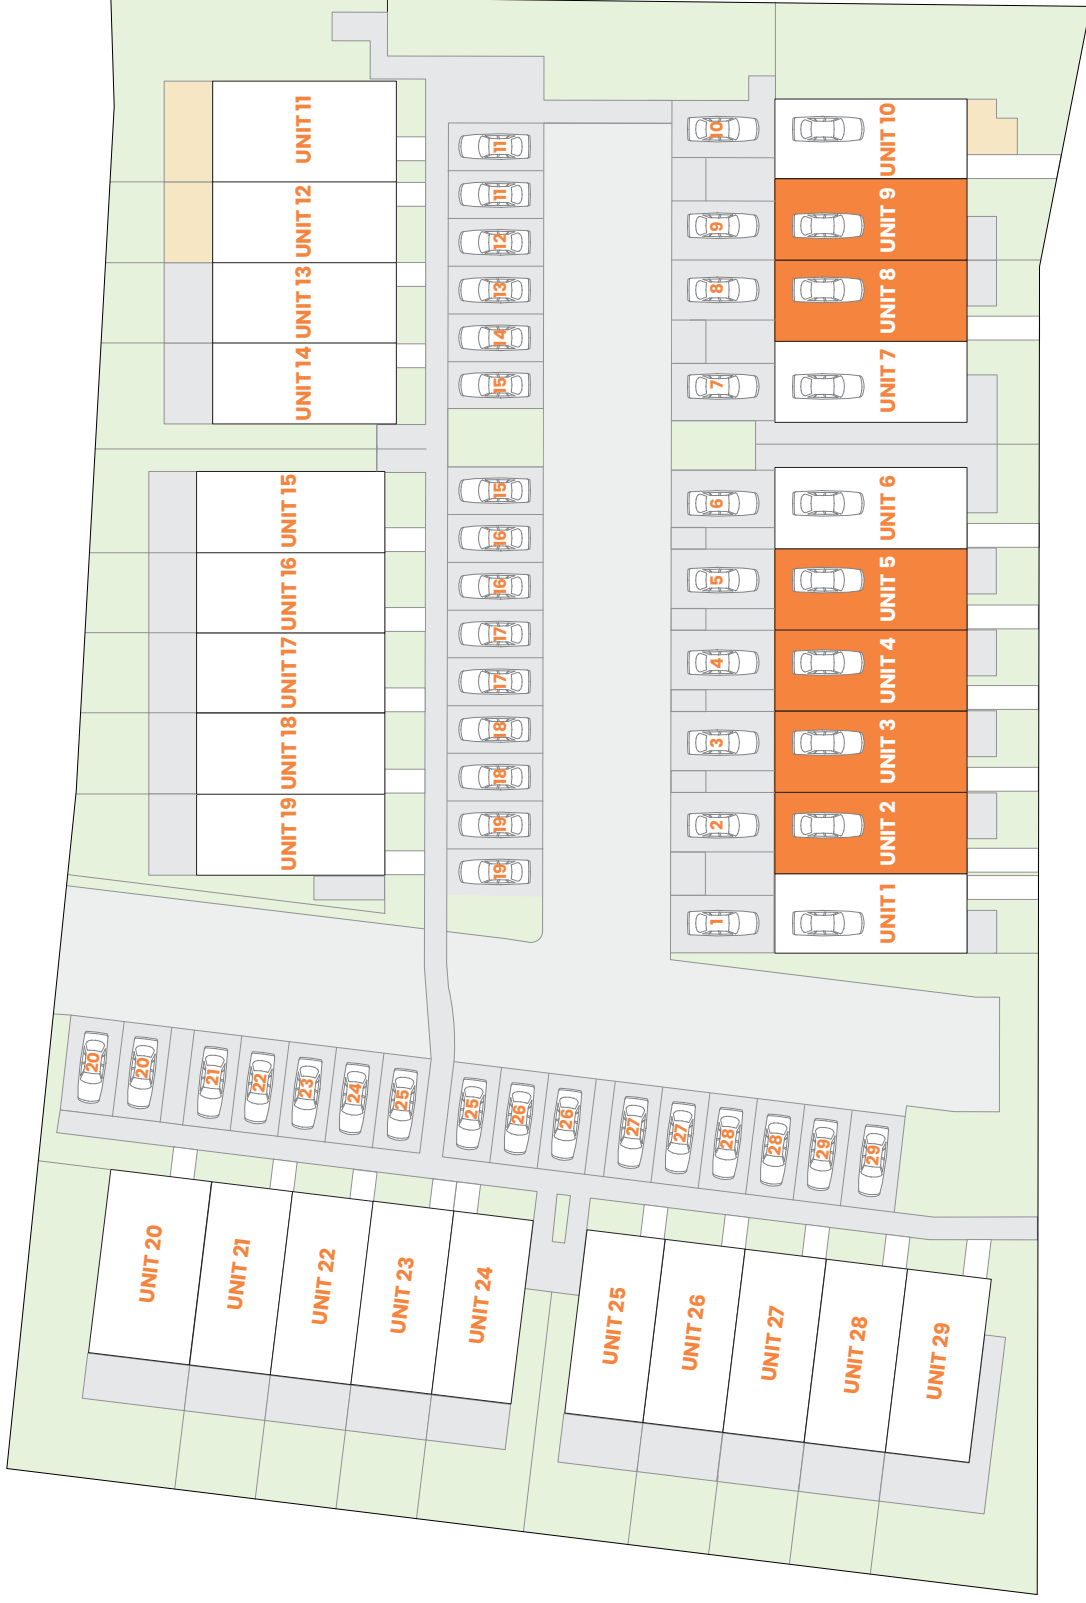 UNIT 11
UNIT 12
UNIT 13
UNIT 14
UNIT 15
UNIT 16
UNIT 17
UNIT 18
UNIT 19
11
11
12
13
14
15
15
16
16
17
17
18
18
19
19
10
9
8
7
6
5
4
3
2
1
UNIT 10
UNIT 9
UNIT 8
UNIT 7
UNIT 6
UNIT 5
UNIT 4
UNIT 3
UNIT 2
UNIT 1
20
20
21
22
23
24
25
25
26
26
27
27
28
28
29
29
UNIT 20
UNIT 21
UNIT 22
UNIT 23
UNIT 24
UNIT 25
UNIT 26
UNIT 27
UNIT 28
UNIT 29